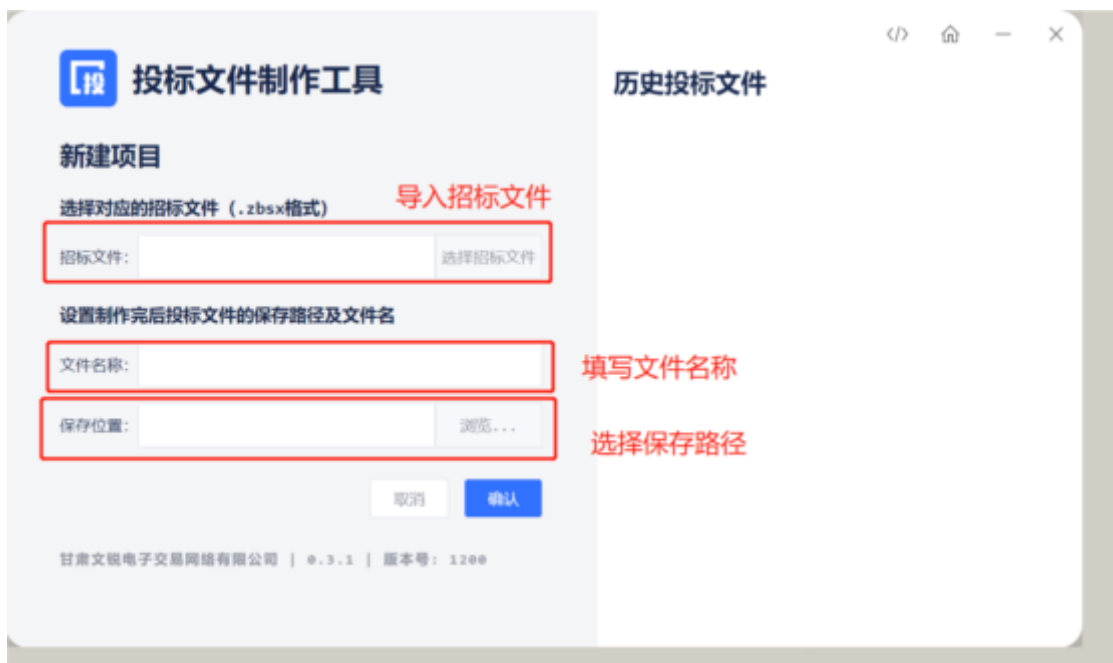 投
投标文件制作工具
历史投标文件
新建项目
导入招标文件
选择对应的招标文件（.zbsx格式）
招标文件：
选择招标文件
设置制作完后投标文件的保存路径及文件名
文件名称：
填写文件名称
保存位置：
浏览...
选择保存路径
取消
确认
甘肃文锐电子交易网络有限公司 | 0.3.1 | 版本号: 1200